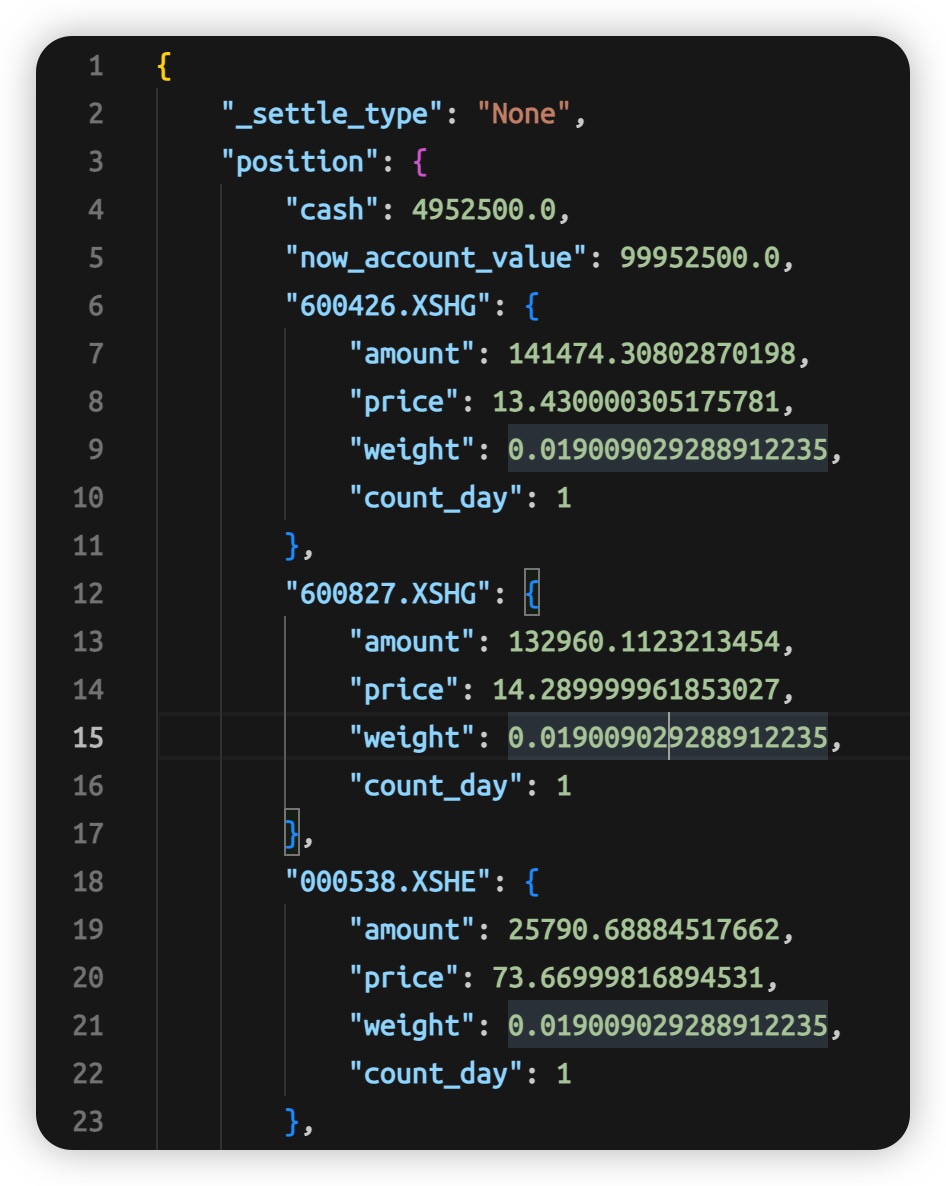 1 {
2 "_settle_type": "None",
3 "position": {
4 "cash": 4952500.0,
5 "now_account_value": 99952500.0,
6 "600426.XSHG": {
7 "amount": 141474.30802870198,
8 "price": 13.430000305175781,
9 "weight": 0.0190090292889122​35,
10 "count_day": 1
11 },
12 "600827.XSHG": {
13 "amount": 132960.1123213454,
14 "price": 14.289999961853027,
15 "weight": 0.019009029288912235,
16 "count_day": 1
17 },
18 "000538.XSHE": {
19 "amount": 25790.68884517662,
20 "price": 73.66999816894531,
21 "weight": 0.019009029288912235,
22 "count_day": 1
23 },